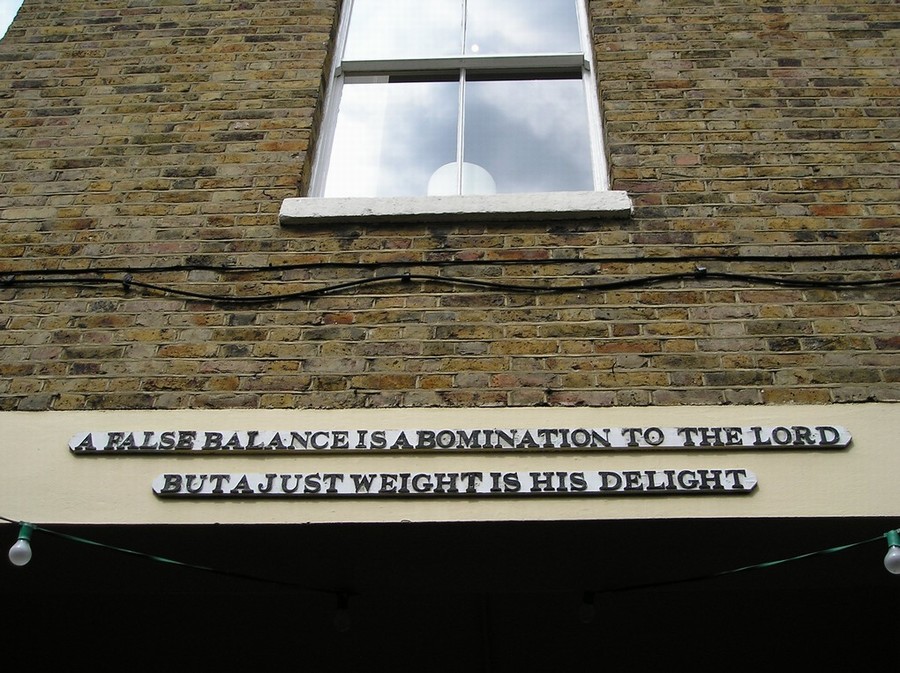 A FALSE BALANCE IS ABOMINATION TO THE LORD
BUT A JUST WEIGHT IS HIS DELIGHT